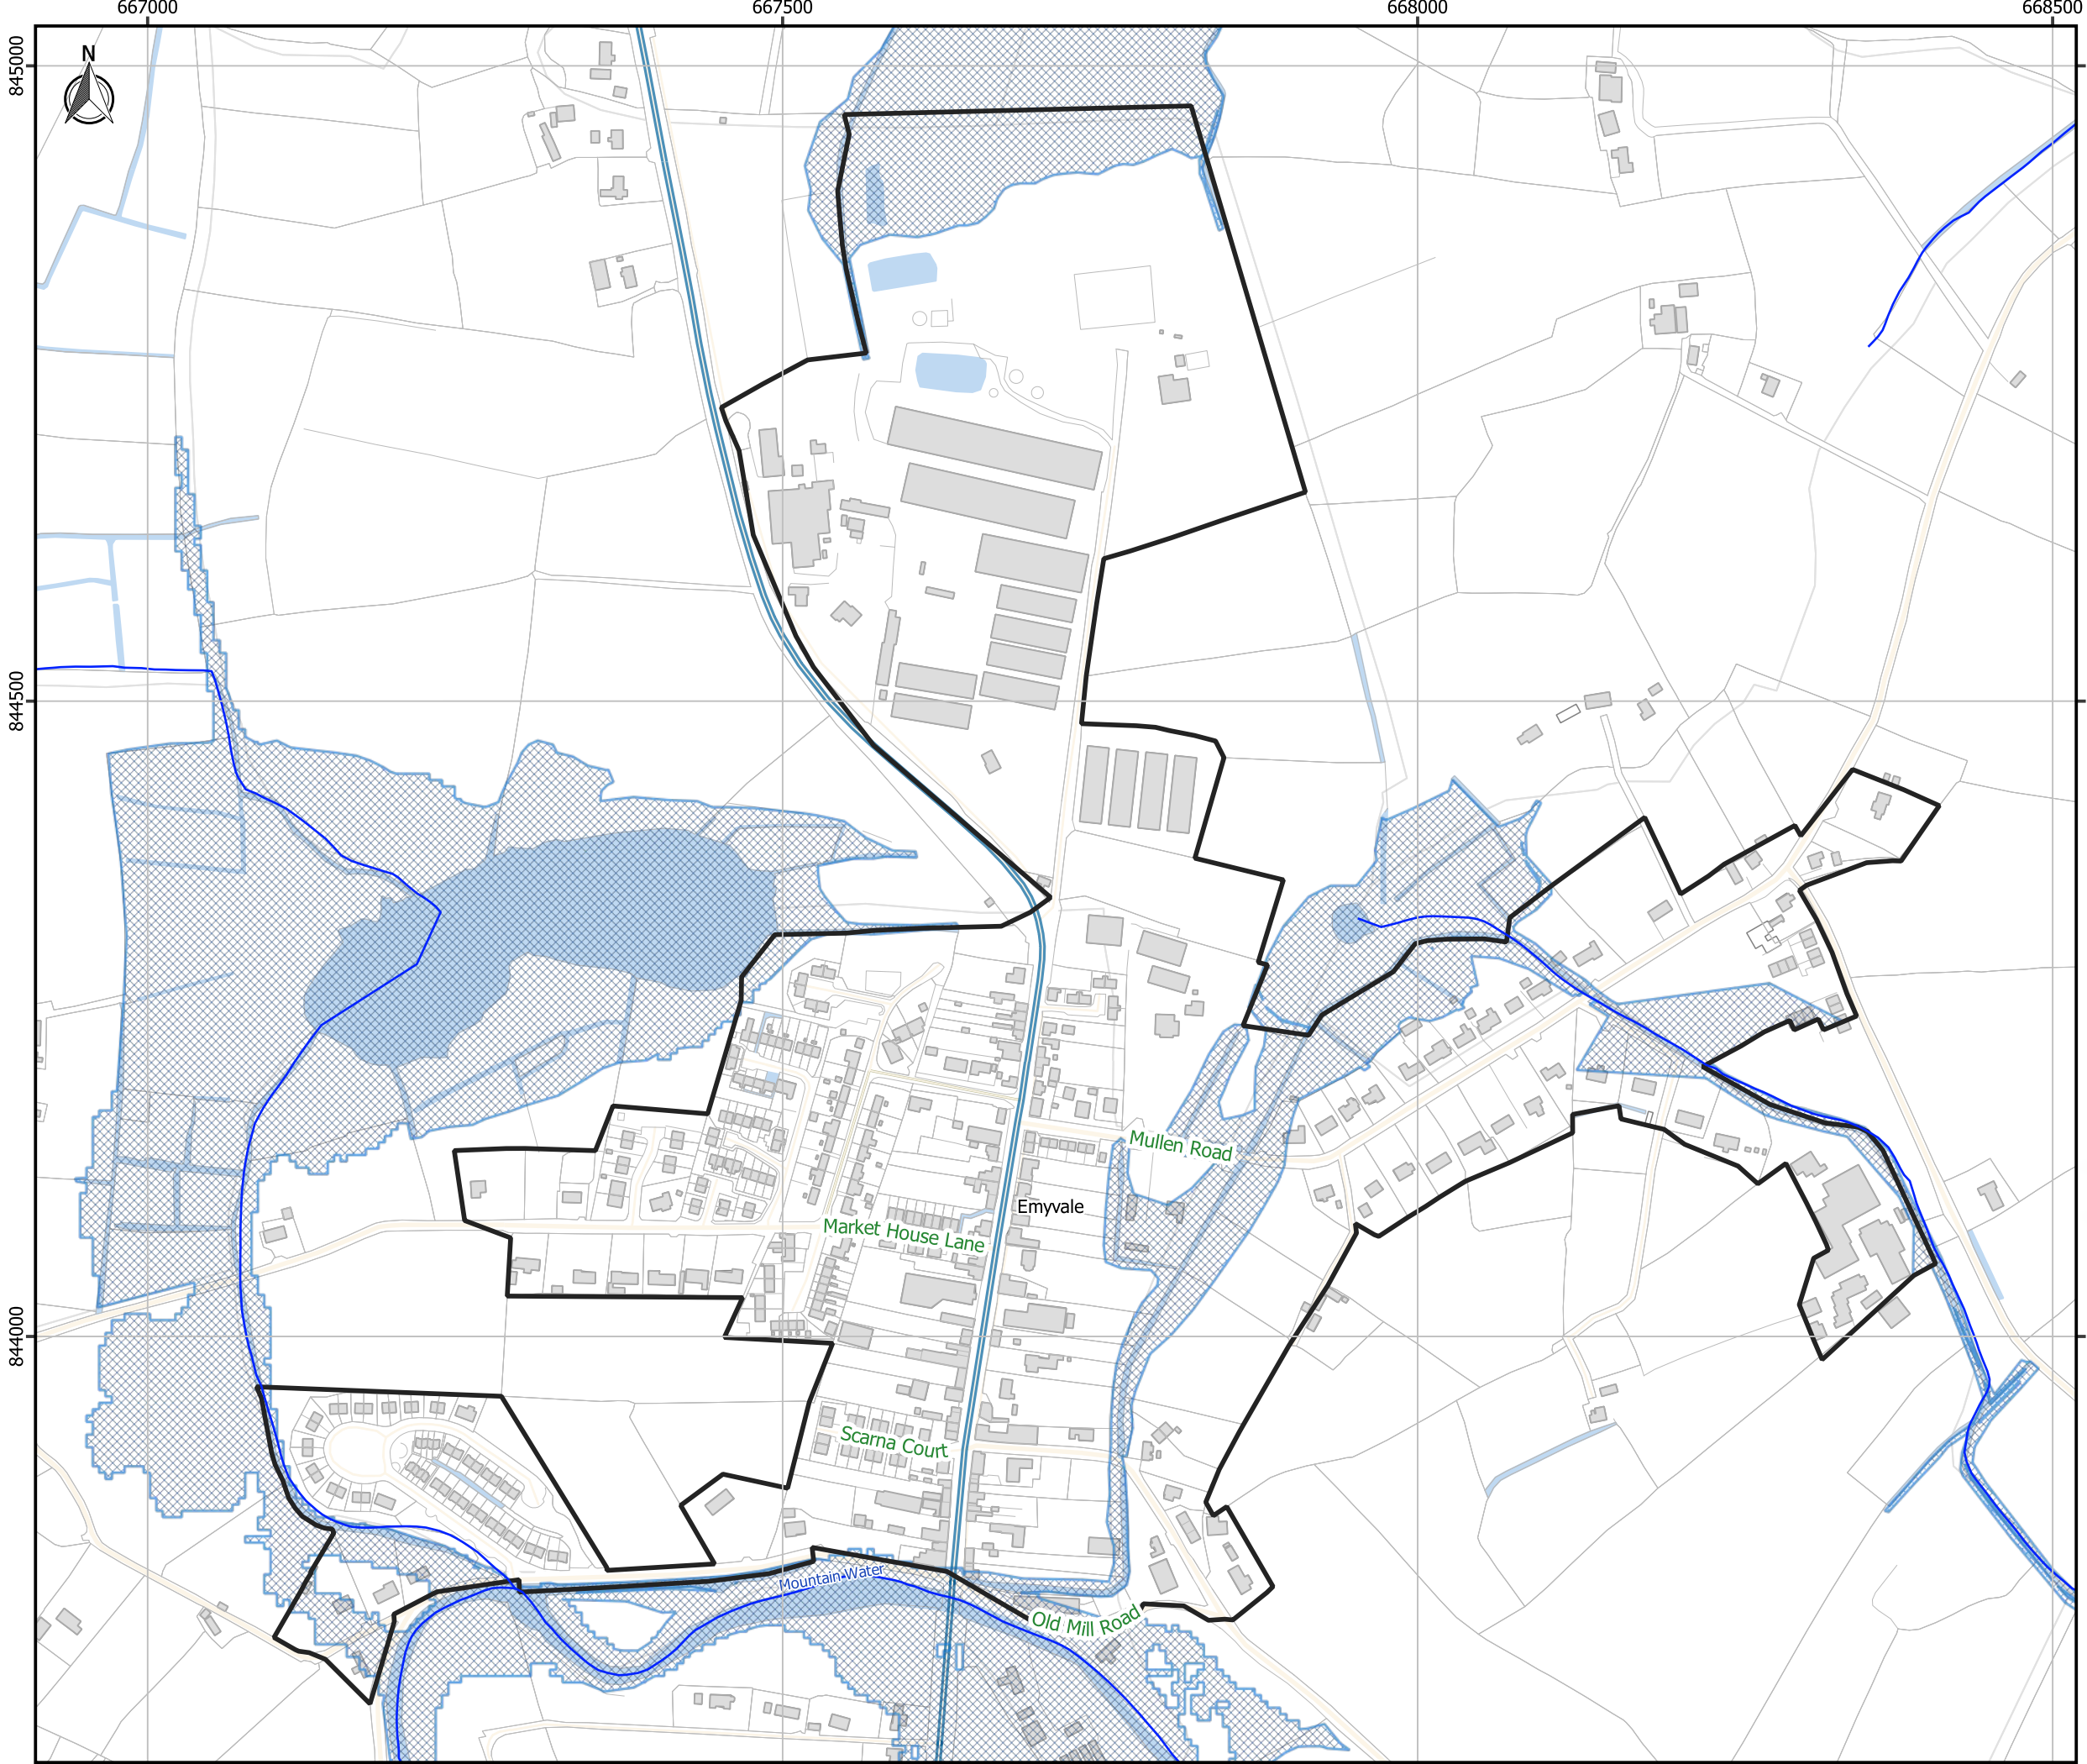 667000
667500
668000
668500
845000
N
844500
Mullen Road
Emyvale
Market House Lane
844000
Scarna Court
Mountain Water
Old Mill Road